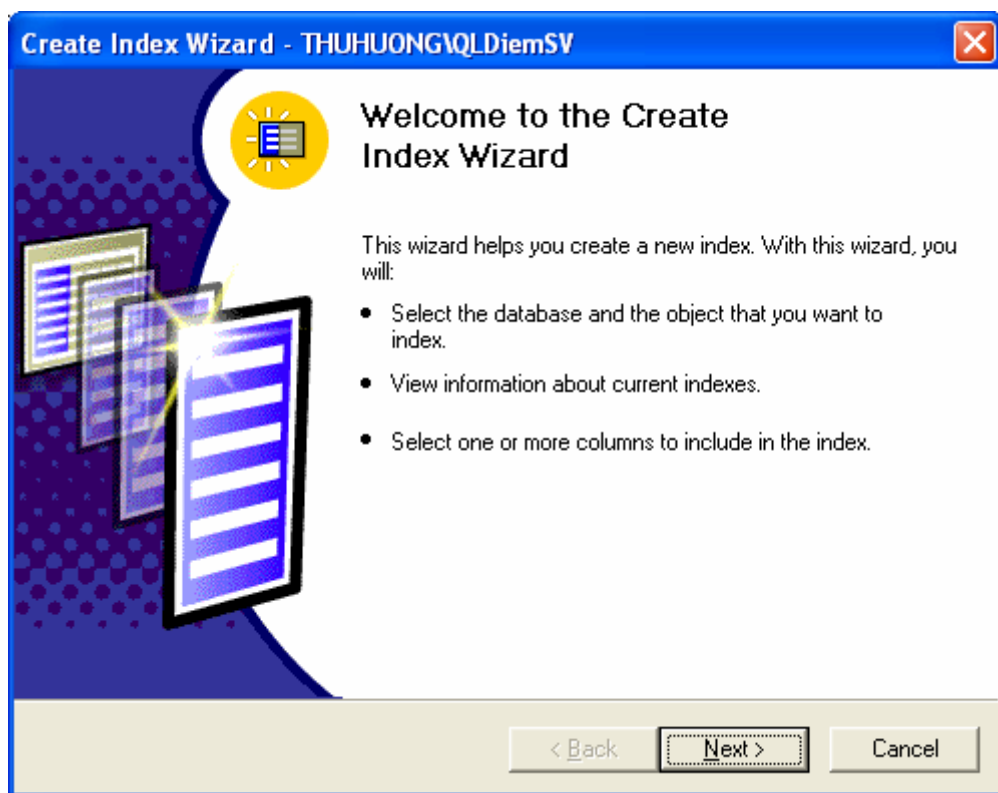 Create Index Wizard - THUHUONG\QLDiemSV
Welcome to the Create
Index Wizard
This wizard helps you create a new index. With this wizard, you
will:
• Select the database and the object that you want to
index.
• View information about current indexes.
• Select one or more columns to include in the index.
< Back
Next >
Cancel